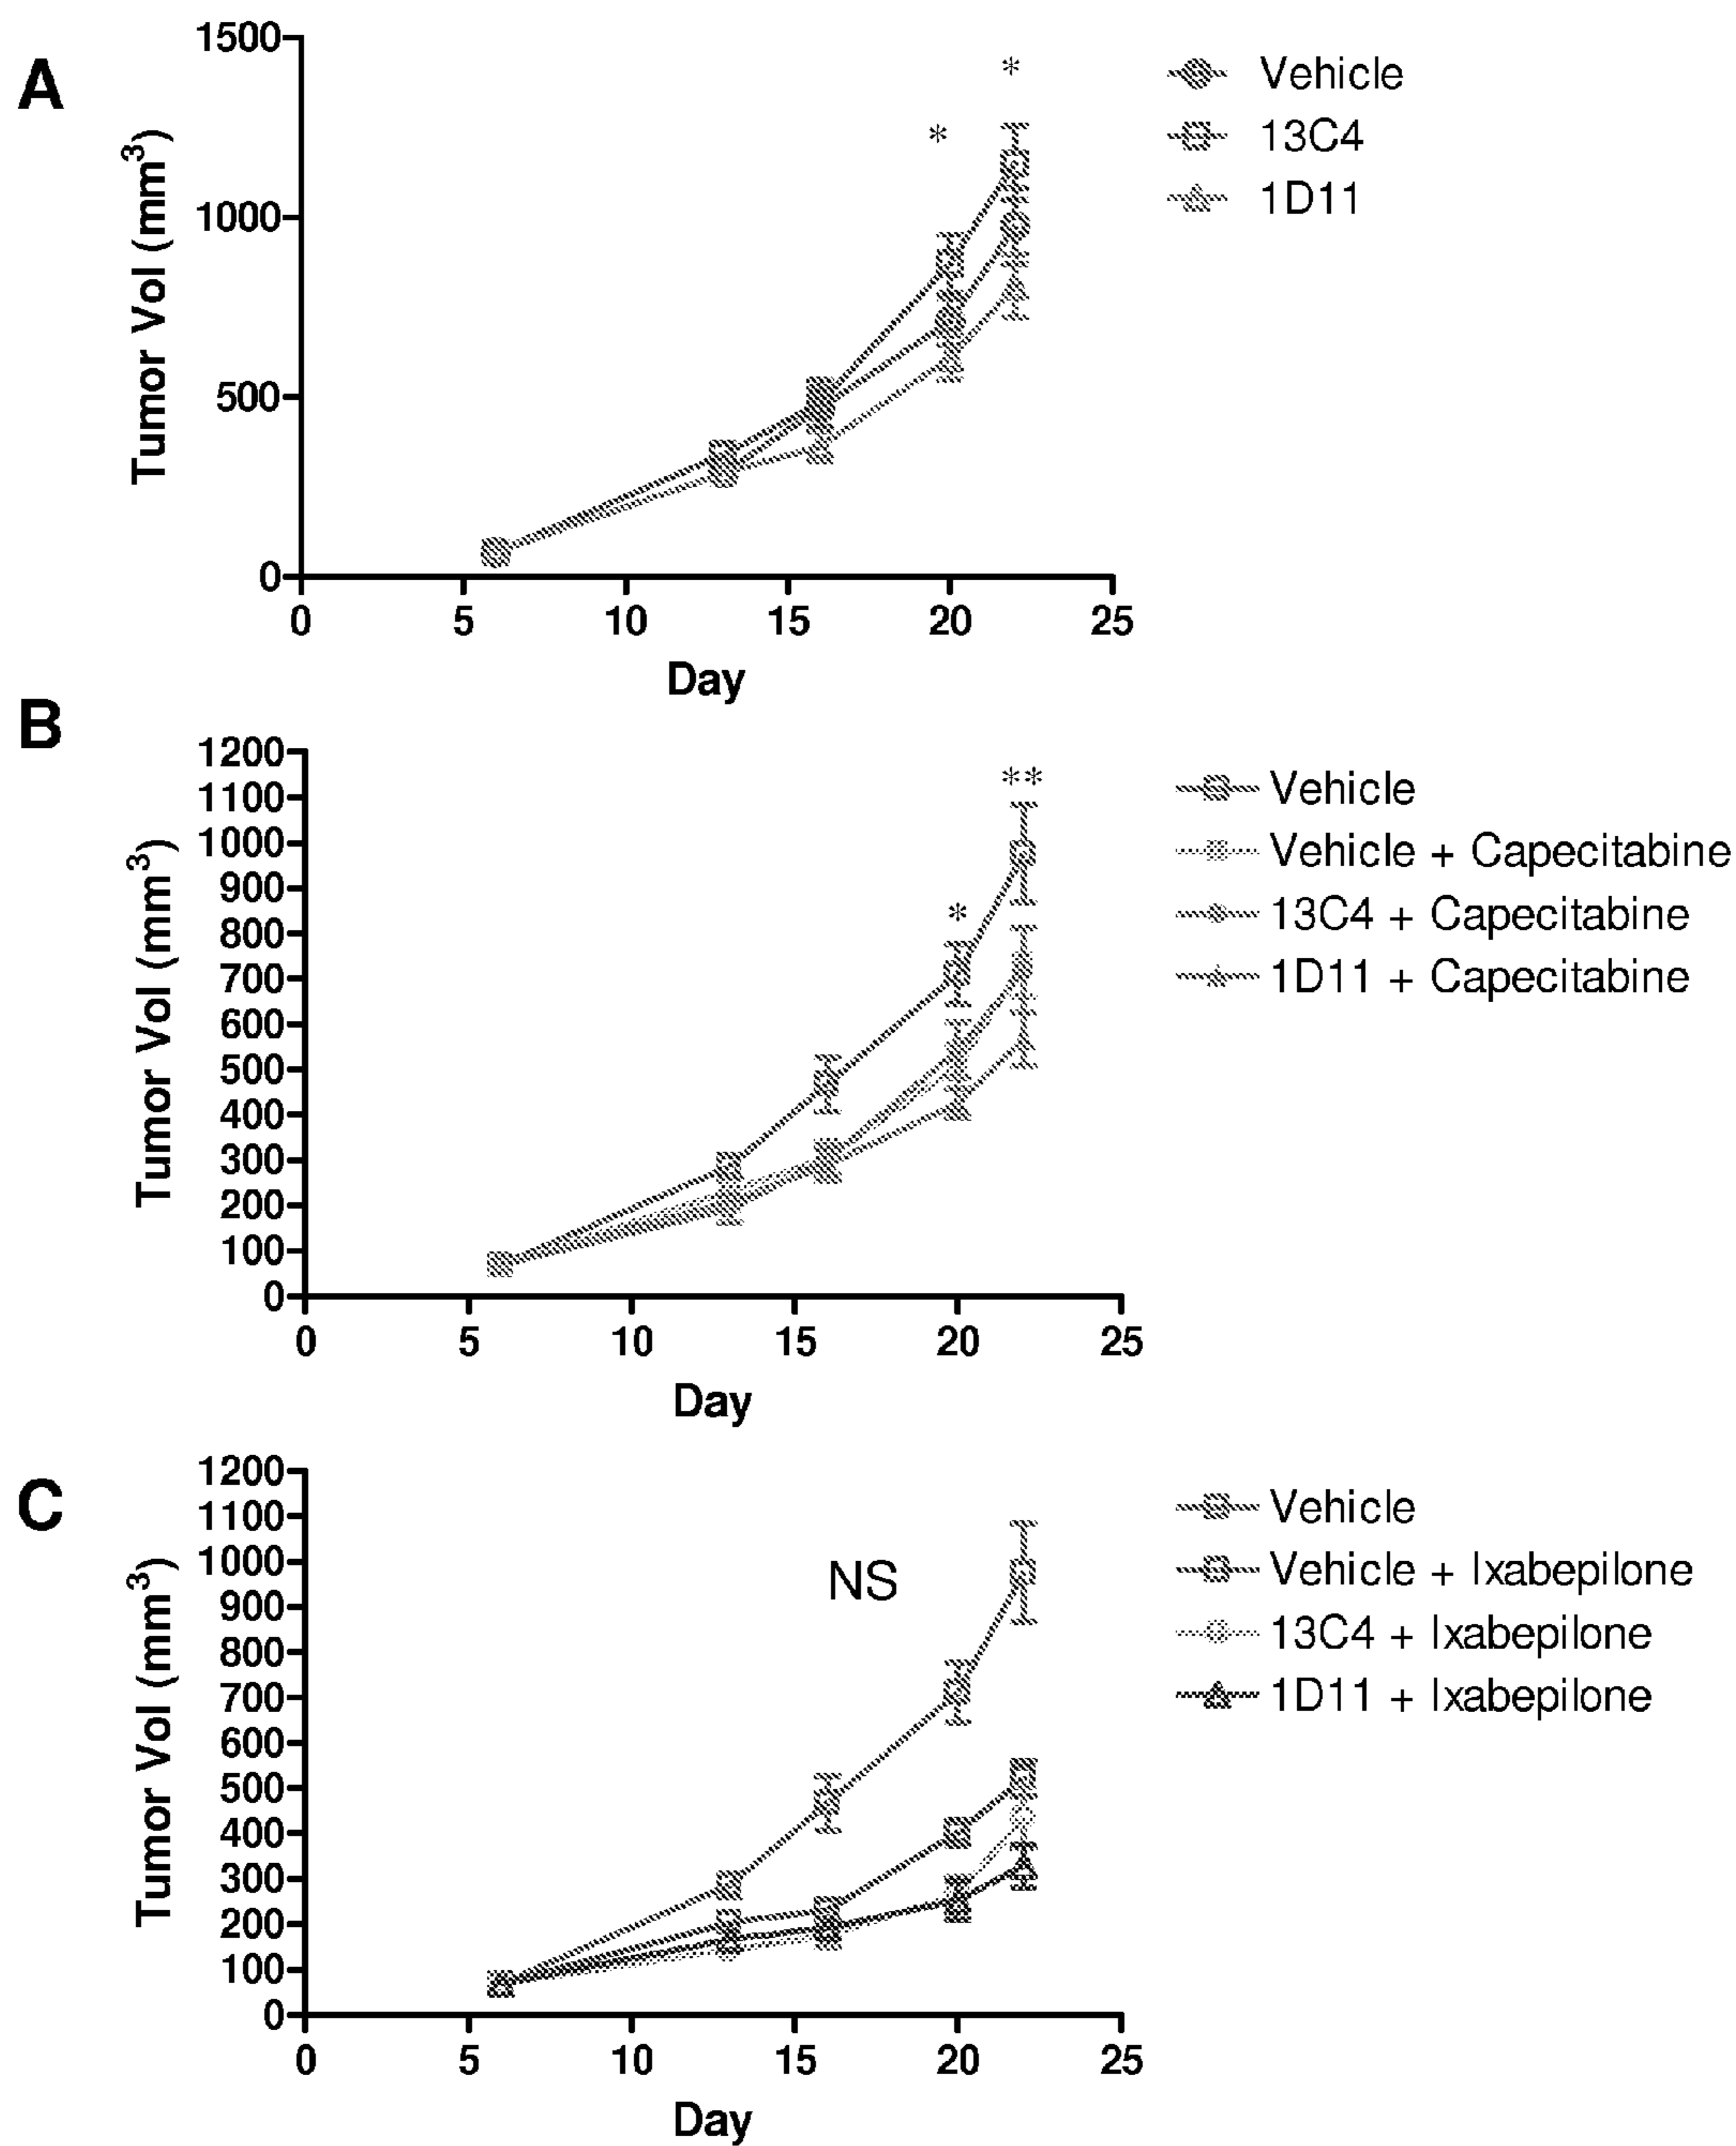 A
Tumor Vol (mm3)
1500
1000
500
0
0 5 10 15 20 25
Day
*
*
Vehicle
13C4
1D11
B
Tumor Vol (mm3)
1200
1100
1000
900
800
700
600
500
400
300
200
100
0
0 5 10 15 20 25
Day
**
*
Vehicle
Vehicle + Capecitabine
13C4 + Capecitabine
1D11 + Capecitabine
C
Tumor Vol (mm3)
1200
1100
1000
900
800
700
600
500
400
300
200
100
0
0 5 10 15 20 25
Day
NS
Vehicle
Vehicle + Ixabepilone
13C4 + Ixabepilone
1D11 + Ixabepilone